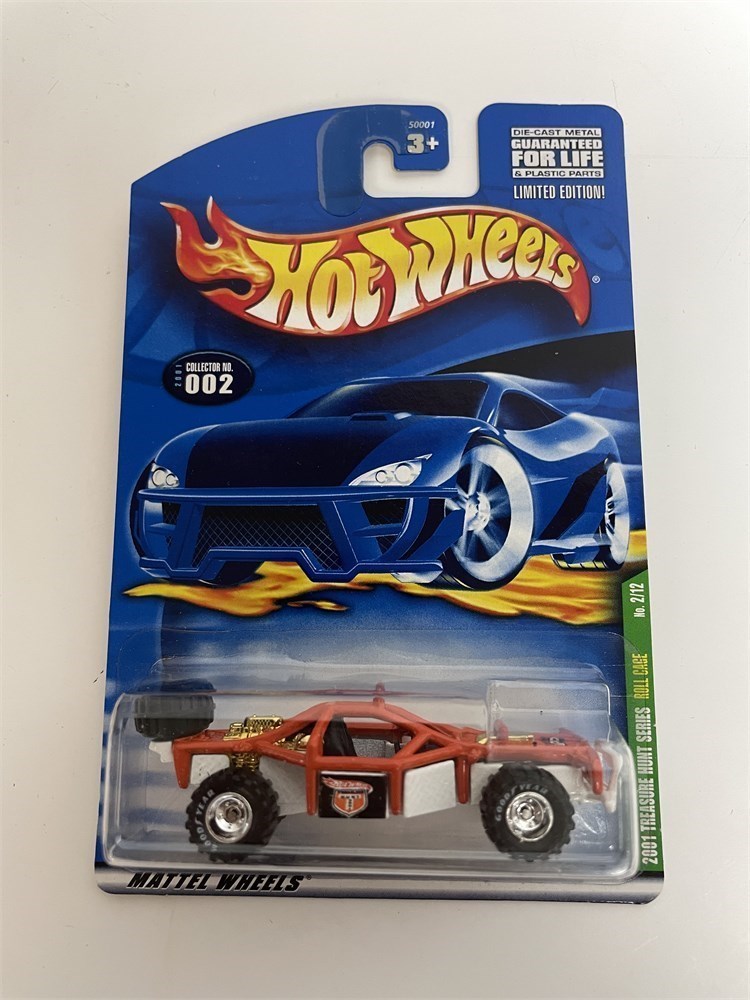 50001
3+
DIE-CAST METAL
GUARANTEED
FOR LIFE
& PLASTIC PARTS
LIMITED EDITION!
HOT WHEELS®
2001
COLLECTOR NO.
002
2001 TREASURE HUNT SERIES ROLL CAGE No. 2/12
GOODYEAR
GOODYEAR
MATTEL WHEELS®